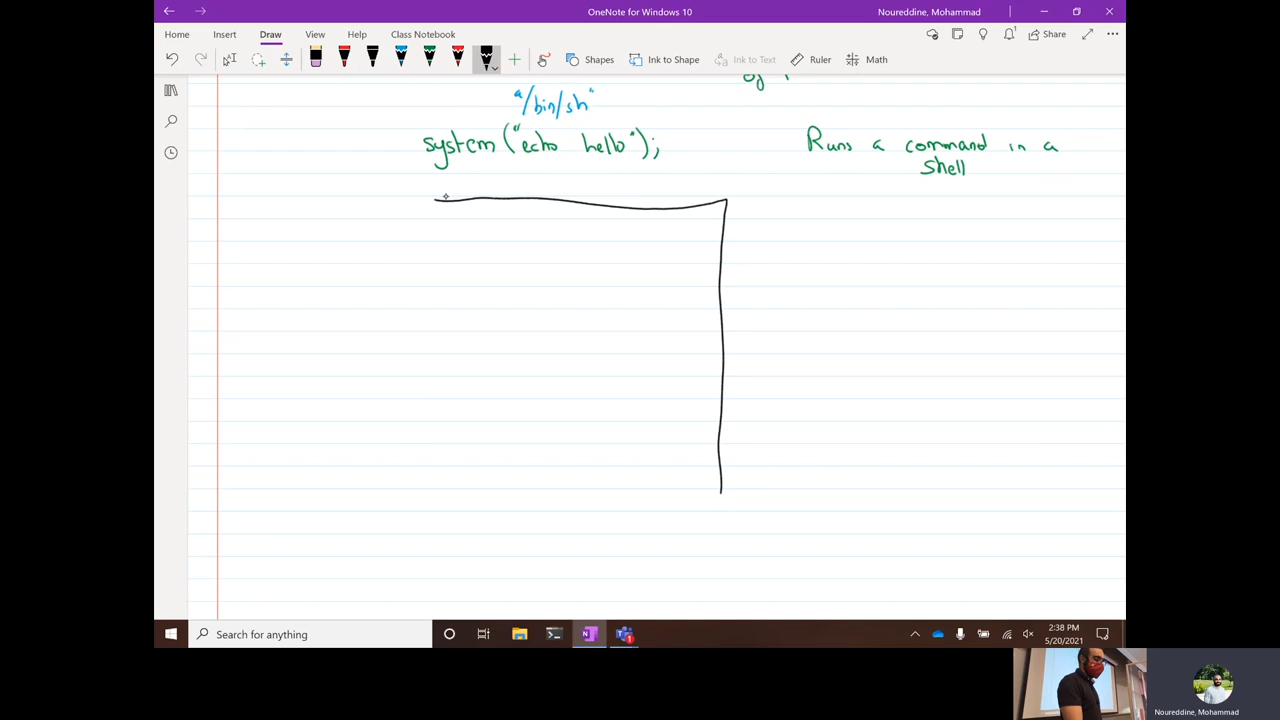 OneNote for Windows 10
Noureddine, Mohammad
Home Insert Draw View Help Class Notebook
Share
Shapes Ink to Shape Ink to Text Ruler Math
"/bin/sh"
system("echo hello"); Runs a command in a
shell
Search for anything
2:38 PM
5/20/2021
Noureddine, Mohammad